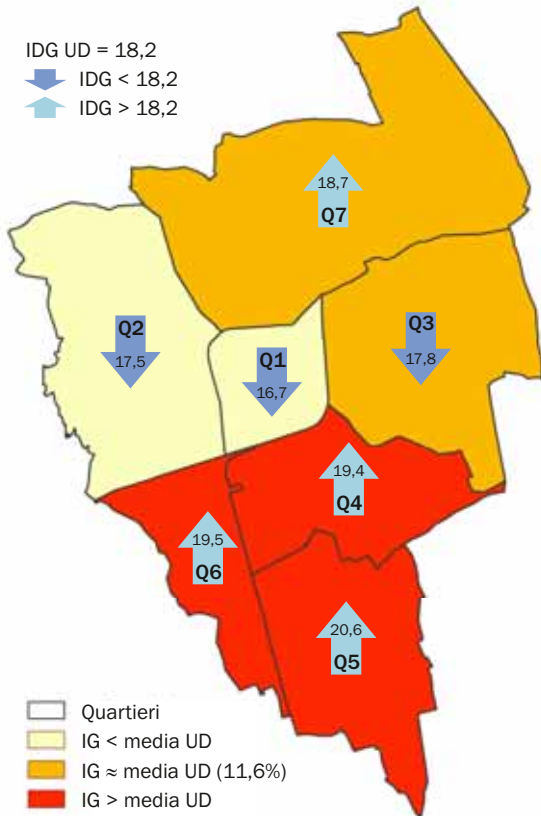 IDG UD = 18,2
IDG < 18,2
IDG > 18,2
18,7
Q7
Q2
17,5
Q1
16,7
Q3
17,8
19,4
Q4
19,5
Q6
20,6
Q5
Quartieri
IG < media UD
IG ≈ media UD (11,6%)
IG > media UD